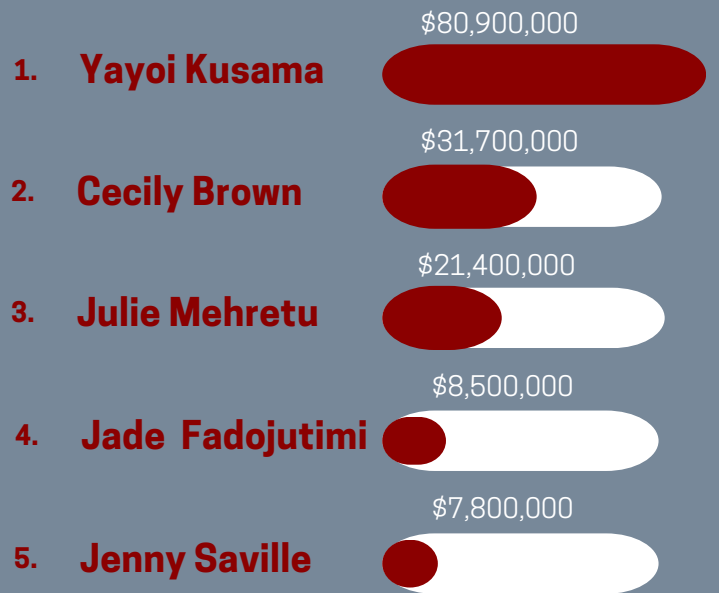 $80,900,000
1. Yayoi Kusama
$31,700,000
2. Cecily Brown
$21,400,000
3. Julie Mehretu
$8,500,000
4. Jade Fadojutimi
$7,800,000
5. Jenny Saville